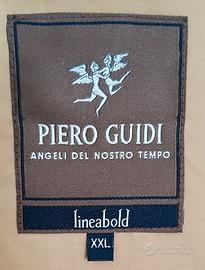 PIERO GUIDI
ANGELI DEL NOSTRO TEMPO
lineabold
XXL